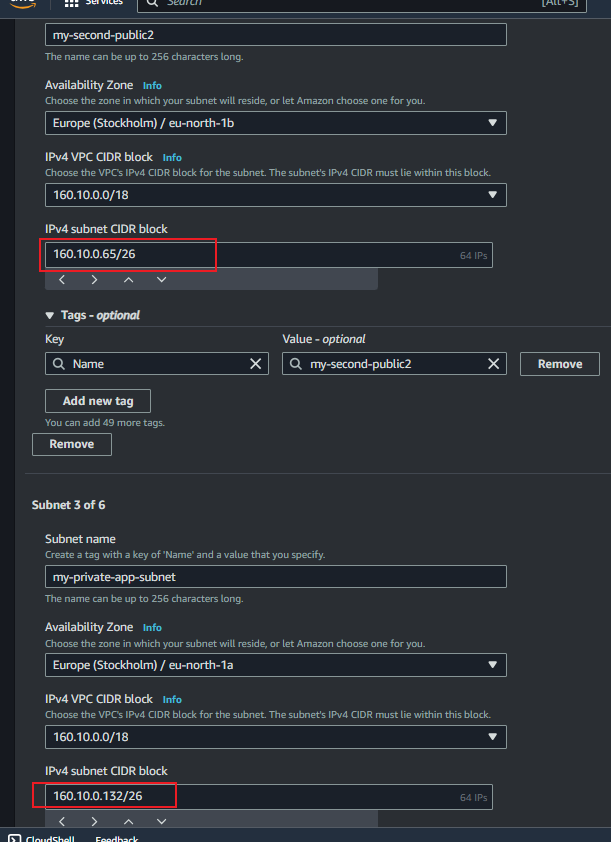 Services
Search
[Alt+S]
my-second-public2
The name can be up to 256 characters long.
Availability Zone Info
Choose the zone in which your subnet will reside, or let Amazon choose one for you.
Europe (Stockholm) / eu-north-1b
IPv4 VPC CIDR block Info
Choose the VPC's IPv4 CIDR block for the subnet. The subnet's IPv4 CIDR must lie within this block.
160.10.0.0/18
IPv4 subnet CIDR block
160.10.0.65/26 64 IPs
Tags - optional
Key Value - optional
Name my-second-public2 Remove
Add new tag
You can add 49 more tags.
Remove
Subnet 3 of 6
Subnet name
Create a tag with a key of 'Name' and a value that you specify.
my-private-app-subnet
The name can be up to 256 characters long.
Availability Zone Info
Choose the zone in which your subnet will reside, or let Amazon choose one for you.
Europe (Stockholm) / eu-north-1a
IPv4 VPC CIDR block Info
Choose the VPC's IPv4 CIDR block for the subnet. The subnet's IPv4 CIDR must lie within this block.
160.10.0.0/18
IPv4 subnet CIDR block
160.10.0.132/26 64 IPs
CloudShell Feedback